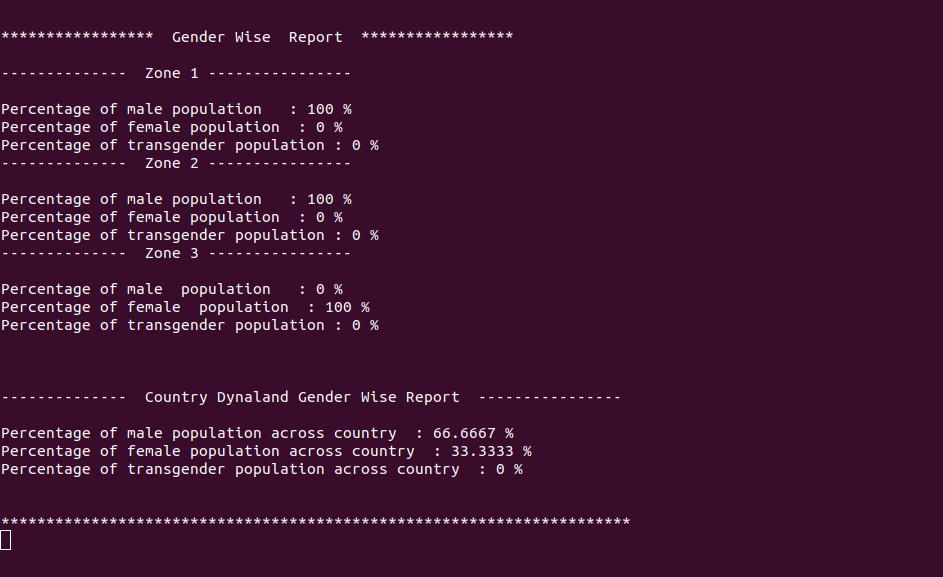 *****************  Gender Wise  Report  *****************
--------------  Zone 1 ----------------
Percentage of male population   : 100 %
Percentage of female population  : 0 %
Percentage of transgender population : 0 %
--------------  Zone 2 ----------------
Percentage of male population   : 100 %
Percentage of female population  : 0 %
Percentage of transgender population : 0 %
--------------  Zone 3 ----------------
Percentage of male  population   : 0 %
Percentage of female  population  : 100 %
Percentage of transgender population : 0 %
--------------  Country Dynaland Gender Wise Report  ----------------
Percentage of male population across country  : 66.6667 %
Percentage of female population across country  : 33.3333 %
Percentage of transgender population across country  : 0 %
**********************************************************************